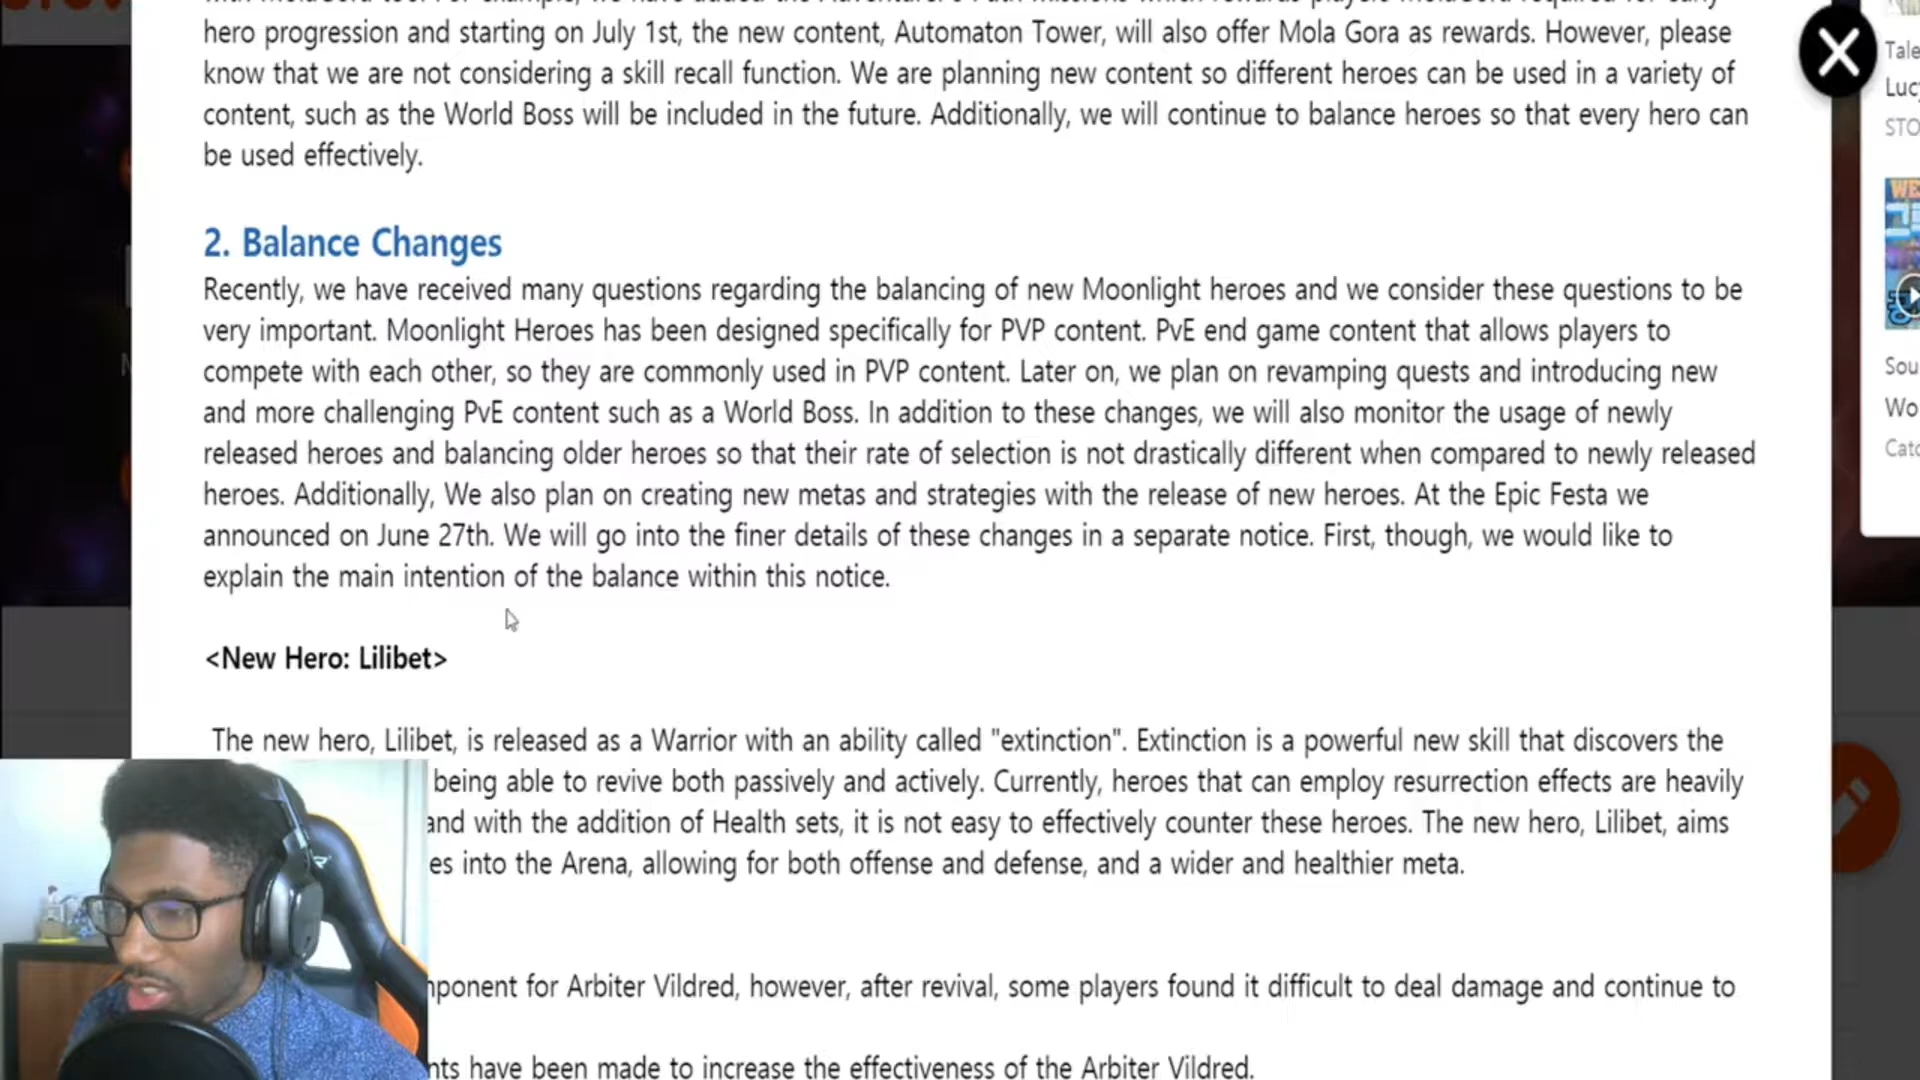 hero progression and starting on July 1st, the new content, Automaton Tower, will also offer Mola Gora as rewards. However, please
know that we are not considering a skill recall function. We are planning new content so different heroes can be used in a variety of
content, such as the World Boss will be included in the future. Additionally, we will continue to balance heroes so that every hero can
be used effectively.
2. Balance Changes
Recently, we have received many questions regarding the balancing of new Moonlight heroes and we consider these questions to be
very important. Moonlight Heroes has been designed specifically for PVP content. PvE end game content that allows players to
compete with each other, so they are commonly used in PVP content. Later on, we plan on revamping quests and introducing new
and more challenging PvE content such as a World Boss. In addition to these changes, we will also monitor the usage of newly
released heroes and balancing older heroes so that their rate of selection is not drastically different when compared to newly released
heroes. Additionally, We also plan on creating new metas and strategies with the release of new heroes. At the Epic Festa we
announced on June 27th. We will go into the finer details of these changes in a separate notice. First, though, we would like to
explain the main intention of the balance within this notice.
<New Hero: Lilibet>
The new hero, Lilibet, is released as a Warrior with an ability called "extinction". Extinction is a powerful new skill that discovers the
being able to revive both passively and actively. Currently, heroes that can employ resurrection effects are heavily
and with the addition of Health sets, it is not easy to effectively counter these heroes. The new hero, Lilibet, aims
es into the Arena, allowing for both offense and defense, and a wider and healthier meta.
ponent for Arbiter Vildred, however, after revival, some players found it difficult to deal damage and continue to
nts have been made to increase the effectiveness of the Arbiter Vildred.
Tale
Lucy
STO
WE
Sou
Wo
Catc